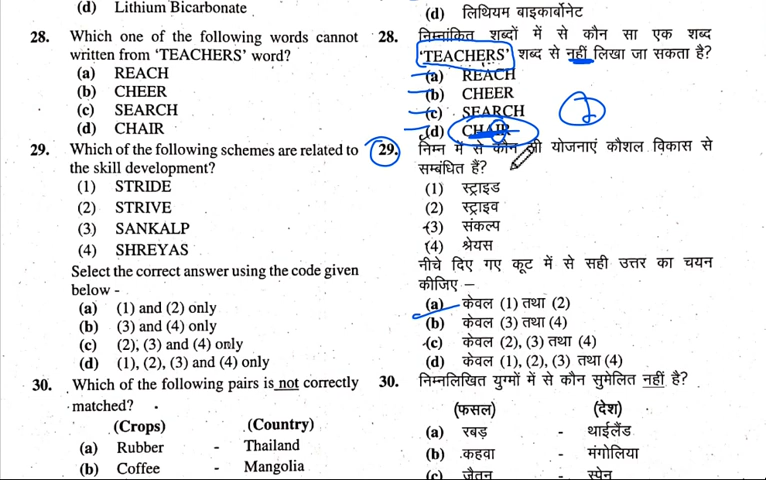 (d) Lithium Bicarbonate
28. Which one of the following words cannot
written from ‘TEACHERS’ word?
(a) REACH
(b) CHEER
(c) SEARCH
(d) CHAIR
29. Which of the following schemes are related to
the skill development?
(1) STRIDE
(2) STRIVE
(3) SANKALP
(4) SHREYAS
Select the correct answer using the code given
below -
(a) (1) and (2) only
(b) (3) and (4) only
(c) (2), (3) and (4) only
(d) (1), (2), (3) and (4) only
30. Which of the following pairs is not correctly
matched?
(Crops) (Country)
(a) Rubber - Thailand
(b) Coffee - Mangolia
(d) लिथियम बाइकार्बोनेट
28. निम्नांकित शब्दों में से कौन सा एक शब्द
‘TEACHERS’ शब्द से नहीं लिखा जा सकता है?
(a) REACH
(b) CHEER
(c) SEARCH
(d) CHAIR
29. निम्न में से कौन सी योजनाएं कौशल विकास से
सम्बंधित हैं?
(1) स्ट्राइड
(2) स्ट्राइव
(3) संकल्प
(4) श्रेयस
नीचे दिए गए कूट में से सही उत्तर का चयन
कीजिए –
(a) केवल (1) तथा (2)
(b) केवल (3) तथा (4)
(c) केवल (2), (3) तथा (4)
(d) केवल (1), (2), (3) तथा (4)
30. निम्नलिखित युग्मों में से कौन सुमेलित नहीं है?
(फसल) (देश)
(a) रबड़ - थाईलैंड
(b) कहवा - मंगोलिया
(c) जैतून - स्पेन